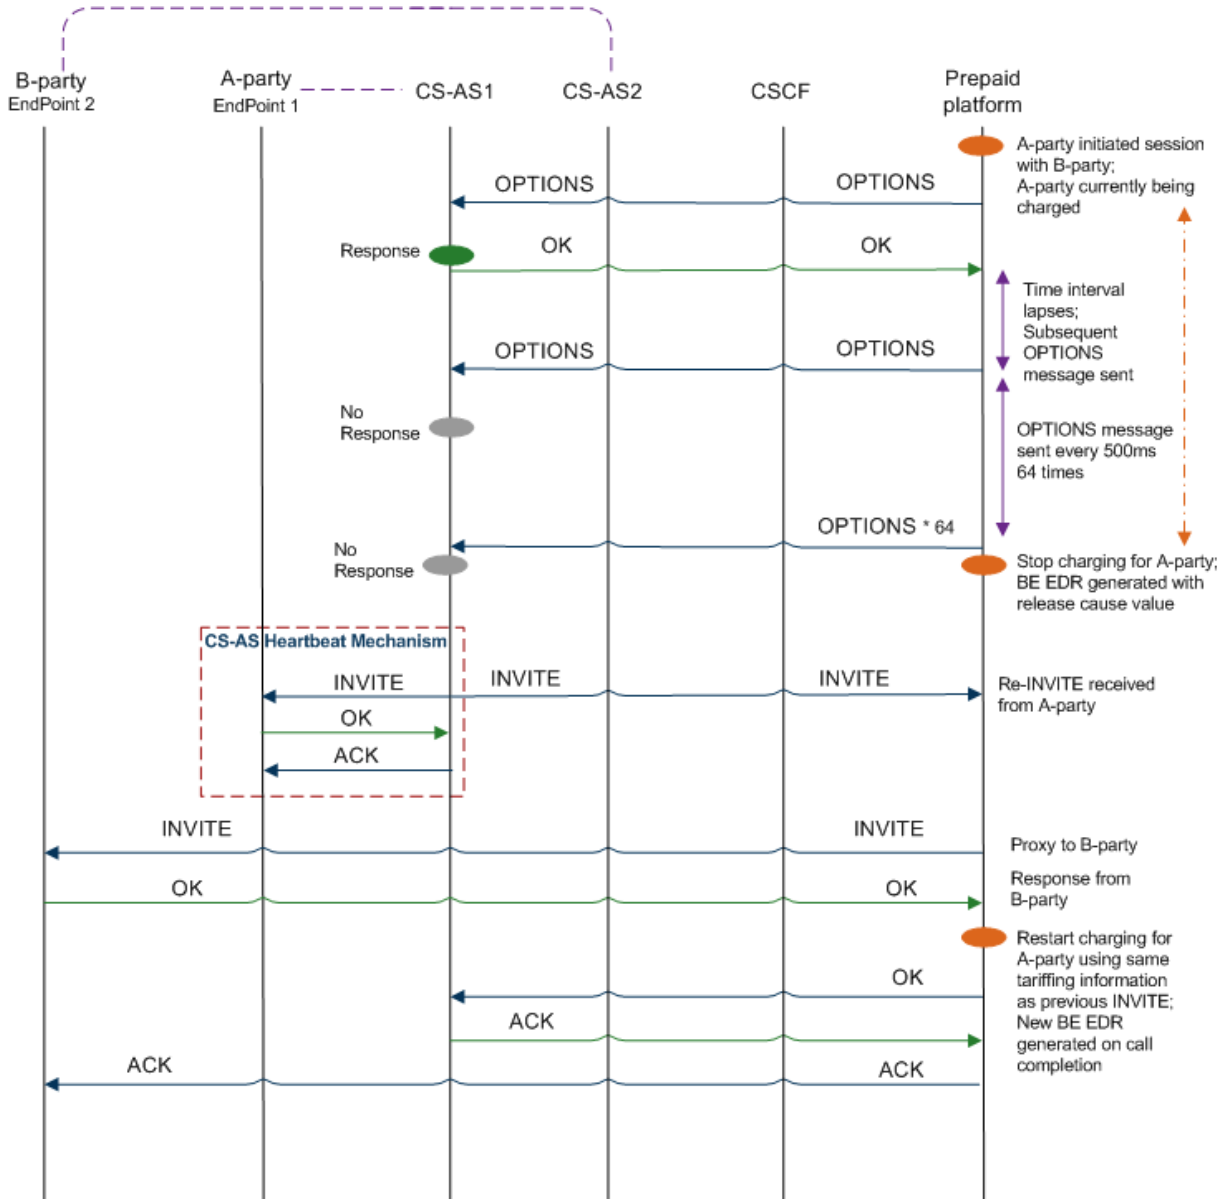 B-party
EndPoint 2
A-party
EndPoint 1
CS-AS1
CS-AS2
CSCF
Prepaid
platform
A-party initiated session
with B-party;
A-party currently being
charged
OPTIONS
OPTIONS
Response
OK
OK
Time interval
lapses;
Subsequent
OPTIONS
message sent
OPTIONS
OPTIONS
No
Response
OPTIONS message
sent every 500ms
64 times
OPTIONS * 64
No
Response
Stop charging for A-party;
BE EDR generated with
release cause value
CS-AS Heartbeat Mechanism
INVITE
INVITE
INVITE
Re-INVITE received
from A-party
OK
ACK
INVITE
INVITE
Proxy to B-party
OK
OK
Response from
B-party
Restart charging for
A-party using same
tariffing information
as previous INVITE;
New BE EDR
generated on call
completion
OK
ACK
ACK
ACK